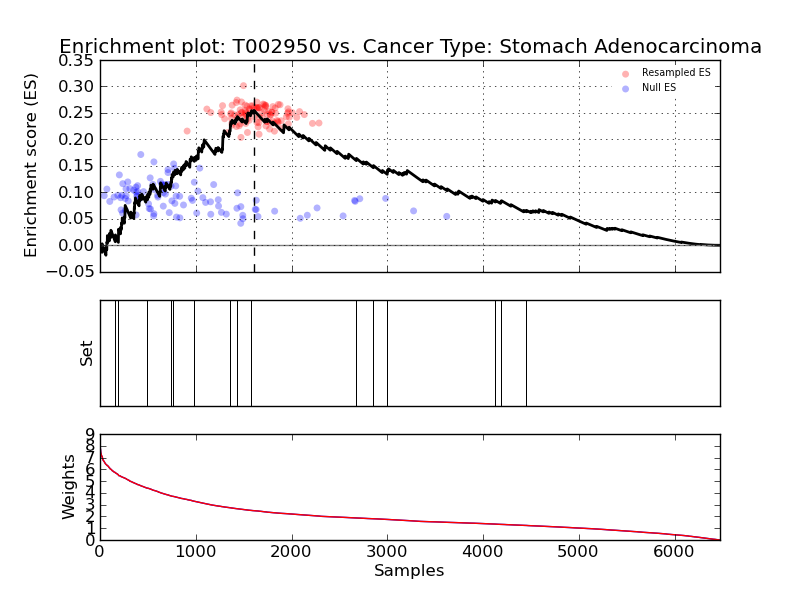 Enrichment plot: T002950 vs. Cancer Type: Stomach Adenocarcinoma
Enrichment score (ES)
0.35
0.30
0.25
0.20
0.15
0.10
0.05
0.00
−0.05
Resampled ES
Null ES
Set
Weights
9
8
7
6
5
4
3
2
1
0
0 1000 2000 3000 4000 5000 6000
Samples